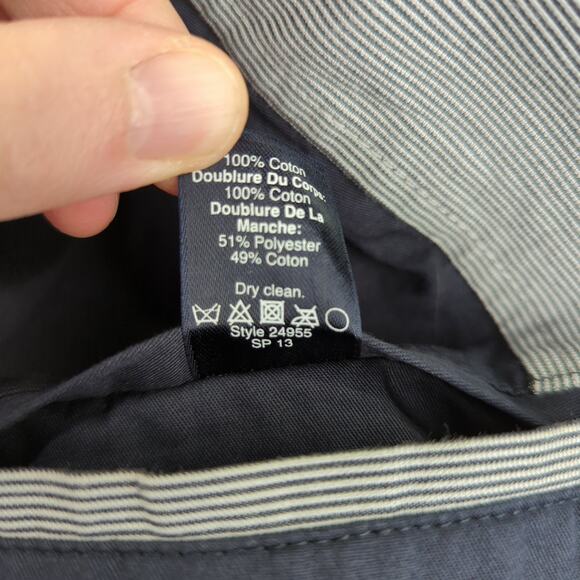 100% Coton
Doublure Du Corps:
100% Coton
Doublure De La
Manche:
51% Polyester
49% Coton
Dry clean.
Style 24955
SP 13